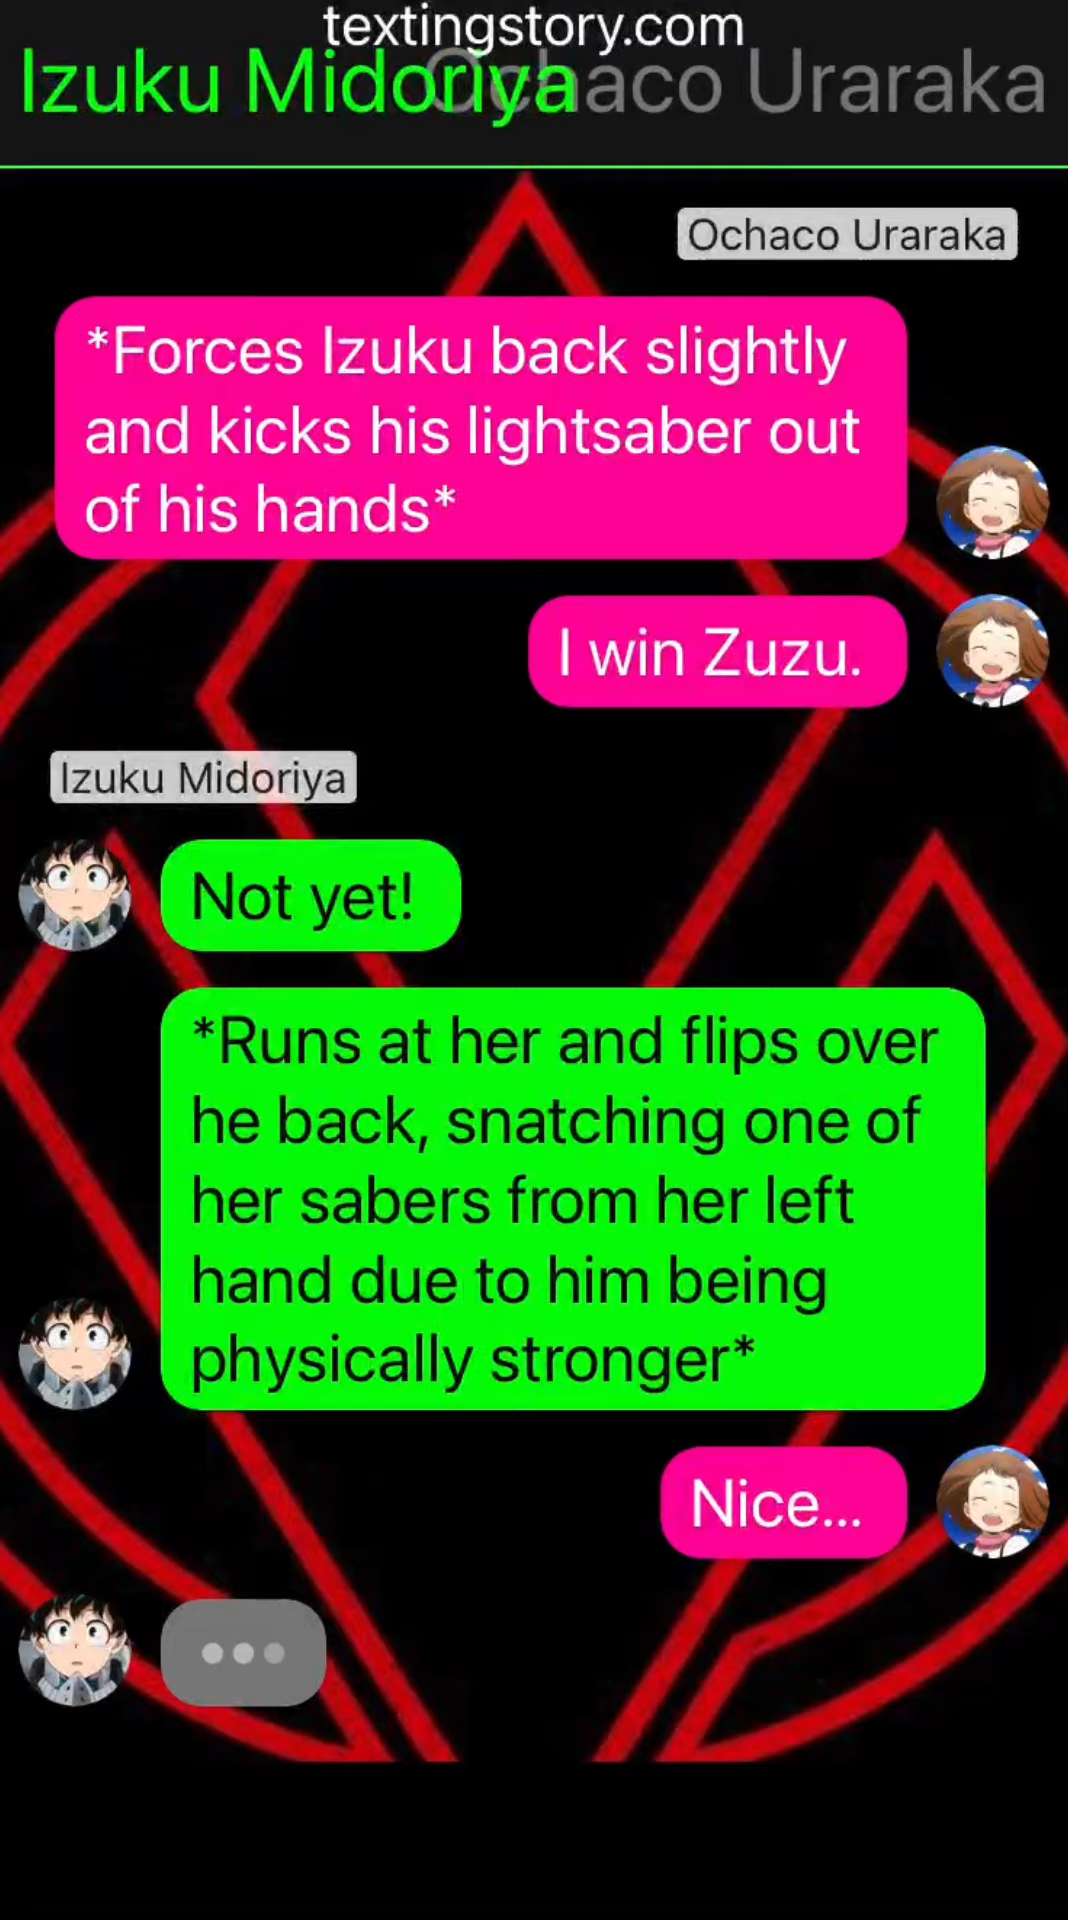 textingstory.com
Izuku Midoriya Ochaco Uraraka
Ochaco Uraraka
*Forces Izuku back slightly
and kicks his lightsaber out
of his hands*
I win Zuzu.
Izuku Midoriya
Not yet!
*Runs at her and flips over
he back, snatching one of
her sabers from her left
hand due to him being
physically stronger*
Nice...